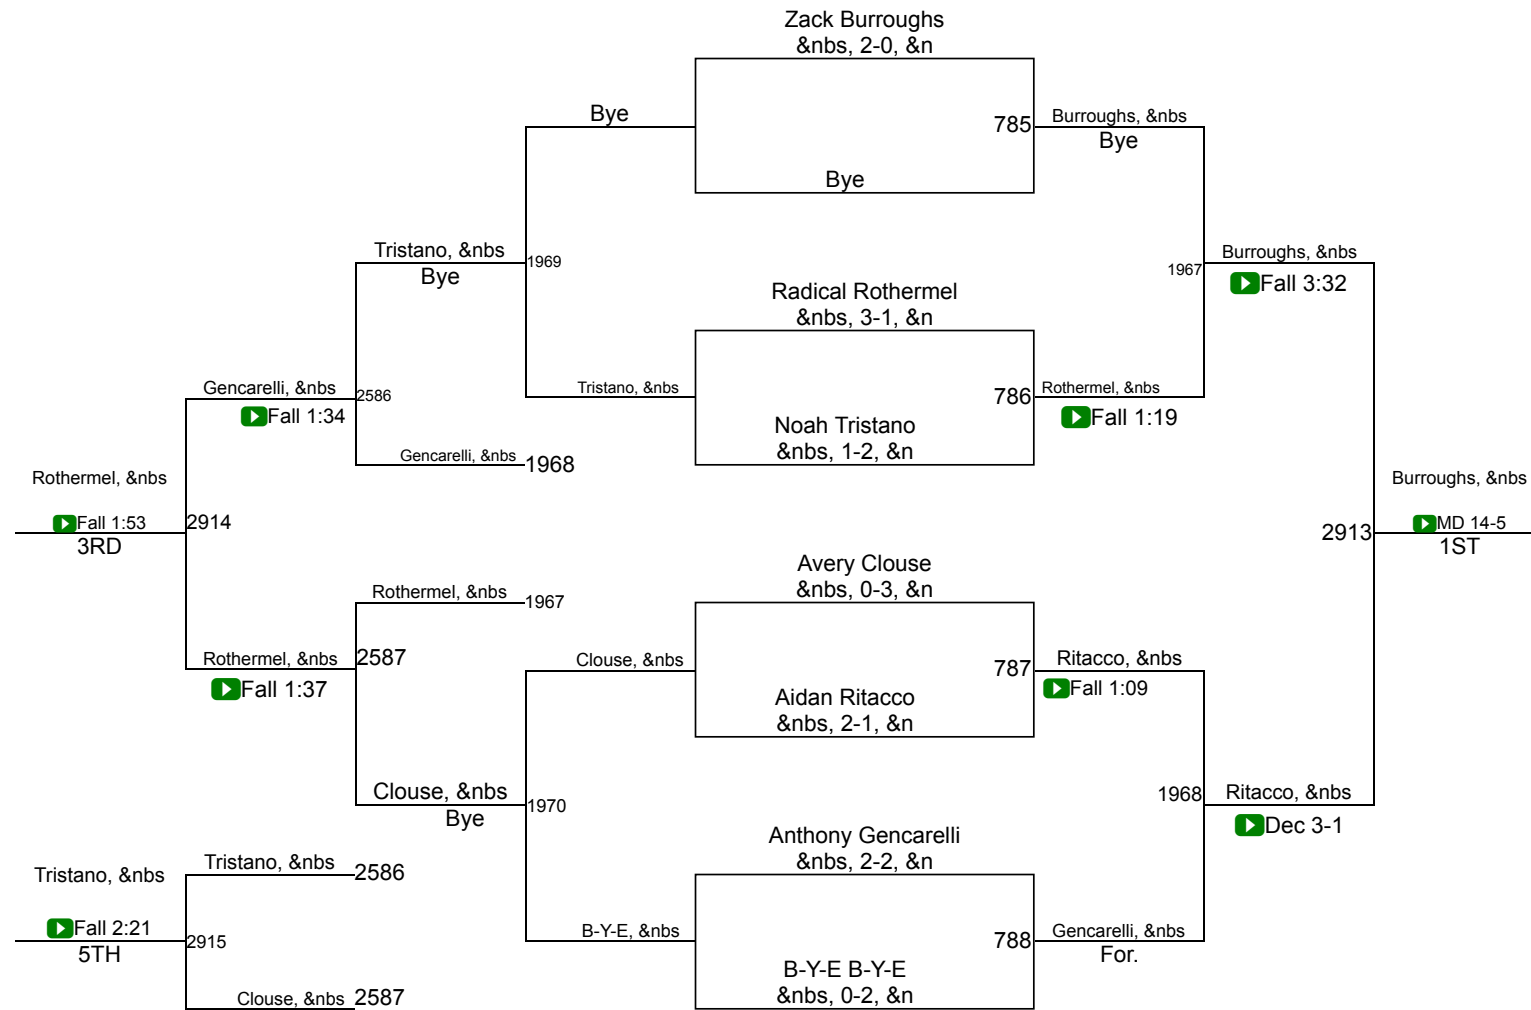 Zack Burroughs
&nbs, 2-0, &n
Bye
785
Burroughs, &nbs
Bye
Bye
Tristano, &nbs
Bye
1969
1967
Burroughs, &nbs
Fall 3:32
Radical Rothermel
&nbs, 3-1, &n
Gencarelli, &nbs
Fall 1:34
2586
Tristano, &nbs
786
Rothermel, &nbs
Fall 1:19
Noah Tristano
&nbs, 1-2, &n
Gencarelli, &nbs
1968
Rothermel, &nbs
Fall 1:53
3RD
2914
2913
Burroughs, &nbs
MD 14-5
1ST
Avery Clouse
&nbs, 0-3, &n
Rothermel, &nbs
1967
Rothermel, &nbs
Fall 1:37
2587
Clouse, &nbs
787
Ritacco, &nbs
Fall 1:09
Aidan Ritacco
&nbs, 2-1, &n
Clouse, &nbs
Bye
1970
1968
Ritacco, &nbs
Dec 3-1
Anthony Gencarelli
&nbs, 2-2, &n
Tristano, &nbs
2586
Tristano, &nbs
Fall 2:21
5TH
2915
B-Y-E, &nbs
788
Gencarelli, &nbs
For.
B-Y-E B-Y-E
&nbs, 0-2, &n
Clouse, &nbs
2587